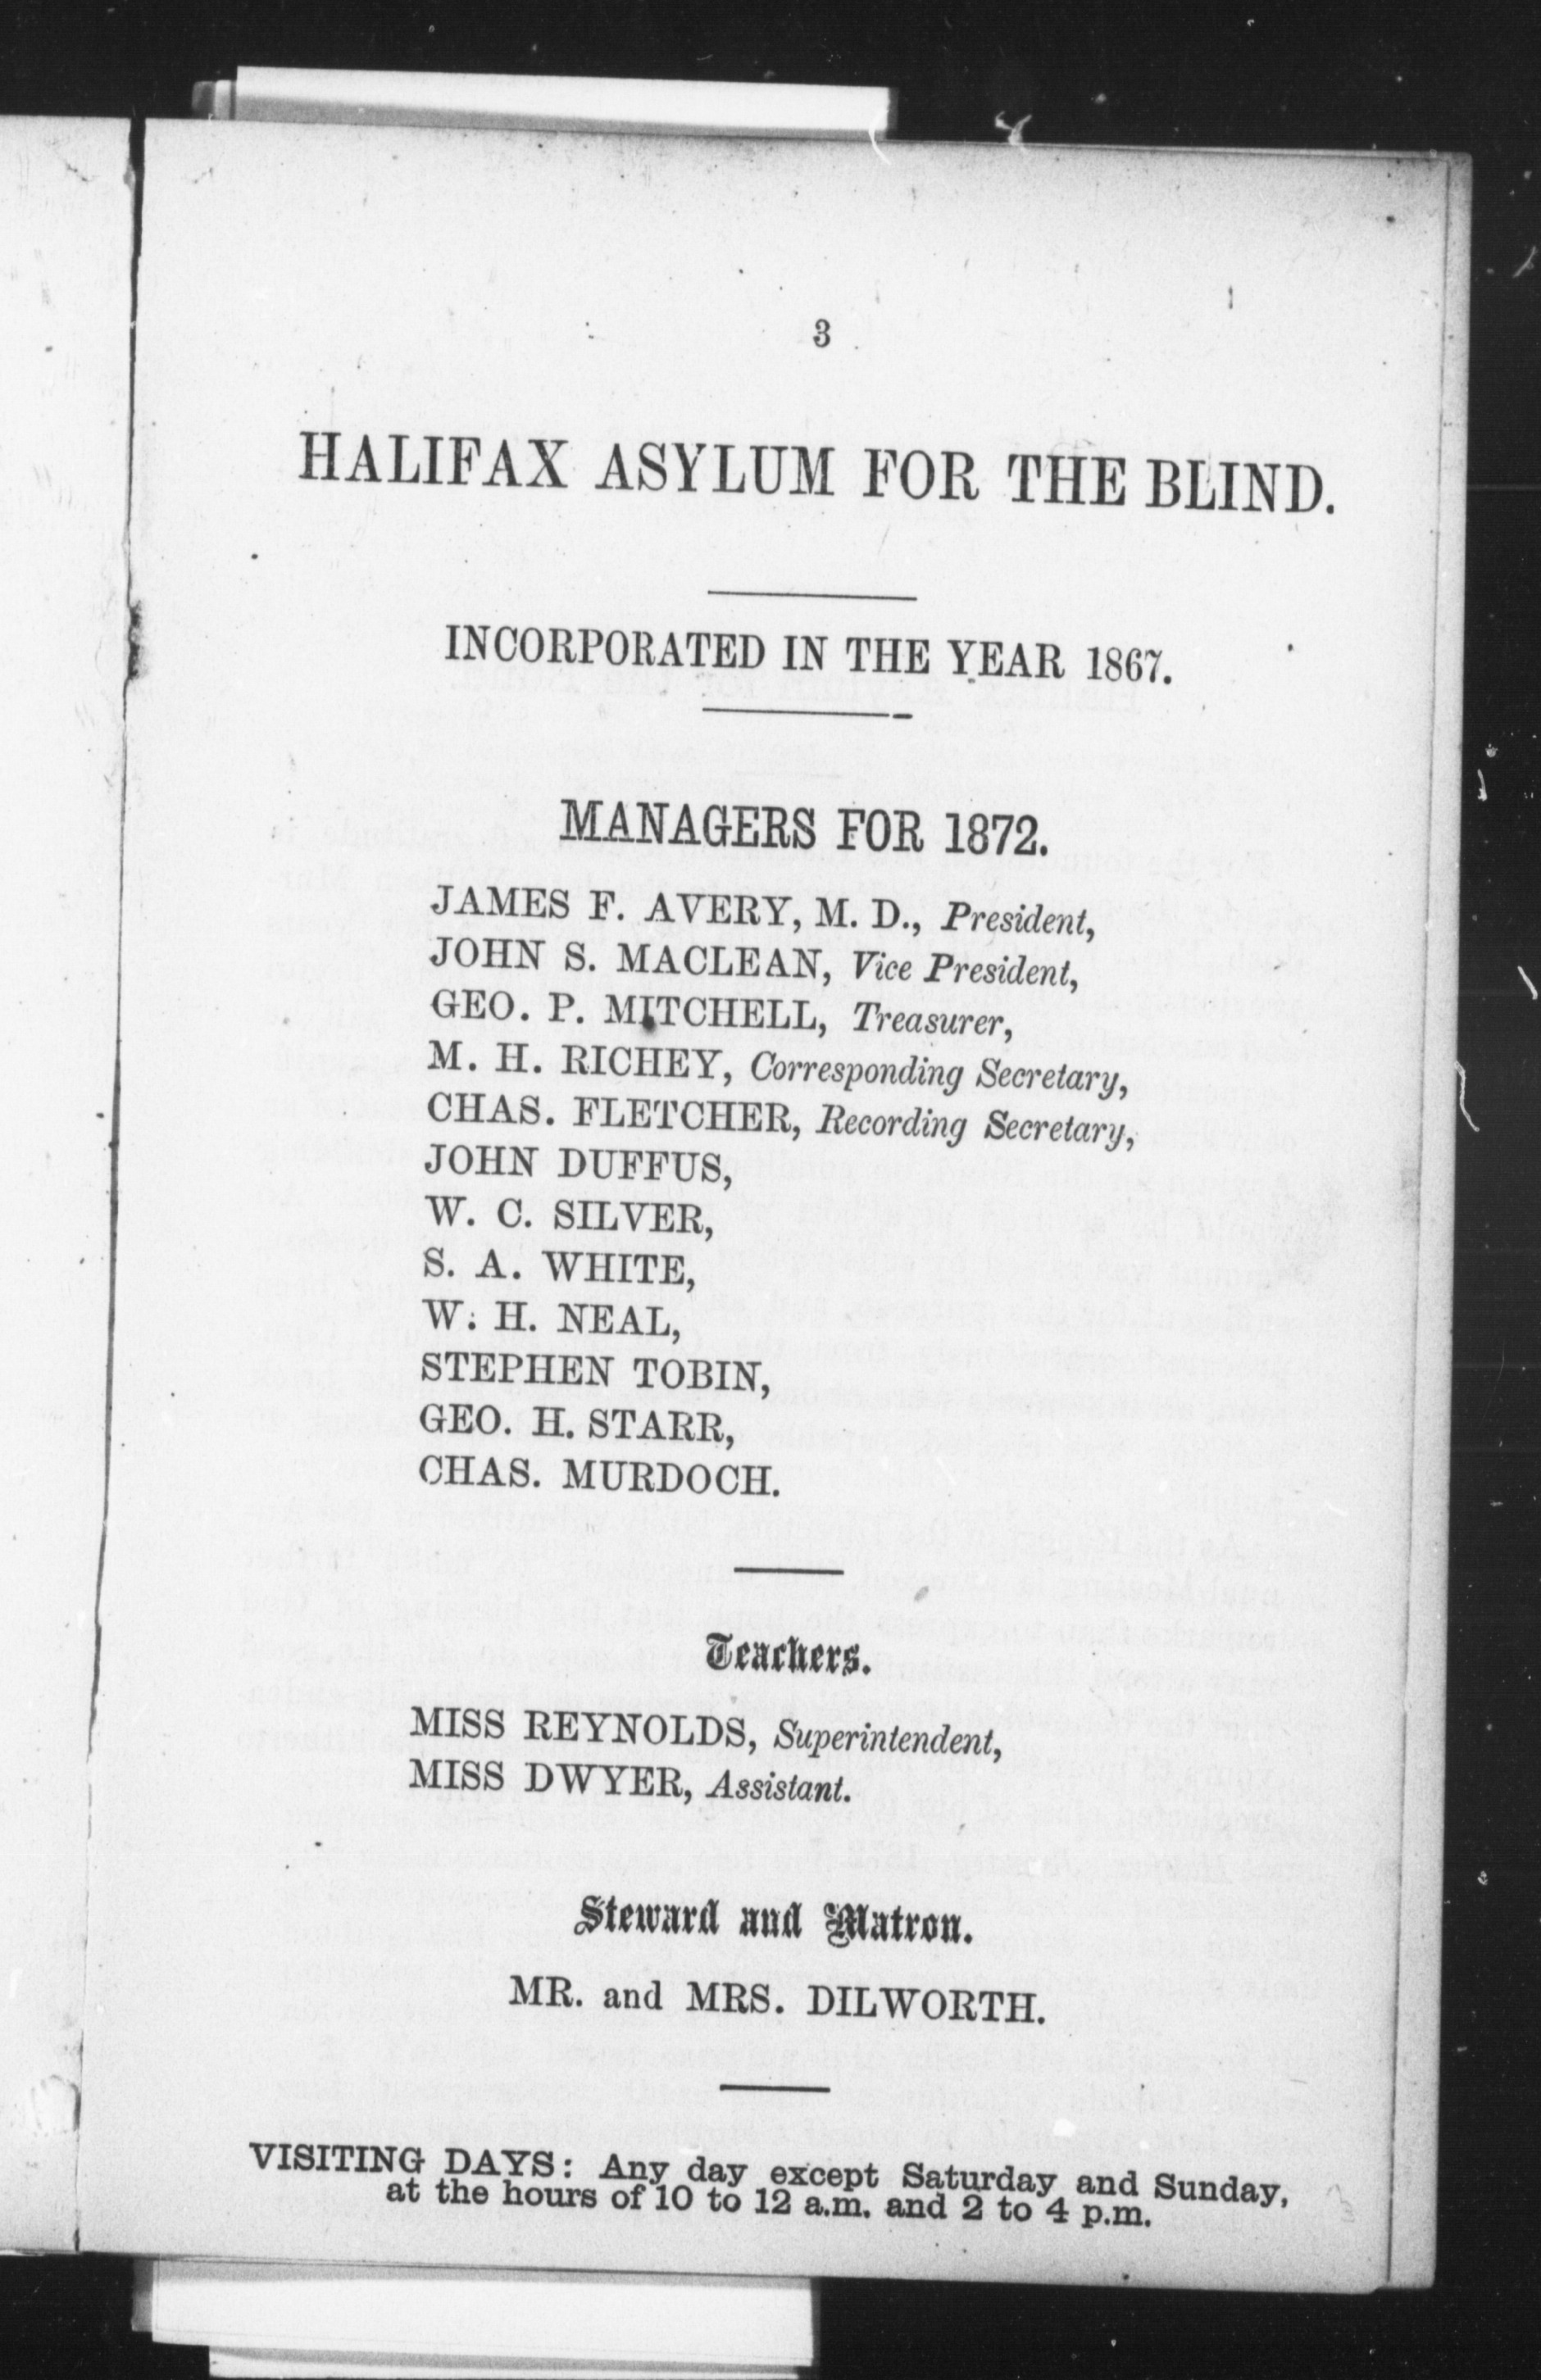 3
HALIFAX ASYLUM FOR THE BLIND.
INCORPORATED IN THE YEAR 1867.
MANAGERS FOR 1872.
JAMES F. AVERY, M. D., President,
JOHN S. MACLEAN, Vice President,
GEO. P. MITCHELL, Treasurer,
M. H. RICHEY, Corresponding Secretary,
CHAS. FLETCHER, Recording Secretary,
JOHN DUFFUS,
W. C. SILVER,
S. A. WHITE,
W. H. NEAL,
STEPHEN TOBIN,
GEO. H. STARR,
CHAS. MURDOCH.
Teachers.
MISS REYNOLDS, Superintendent,
MISS DWYER, Assistant.
Steward and Matron.
MR. and MRS. DILWORTH.
VISITING DAYS: Any day except Saturday and Sunday,
at the hours of 10 to 12 a.m. and 2 to 4 p.m.